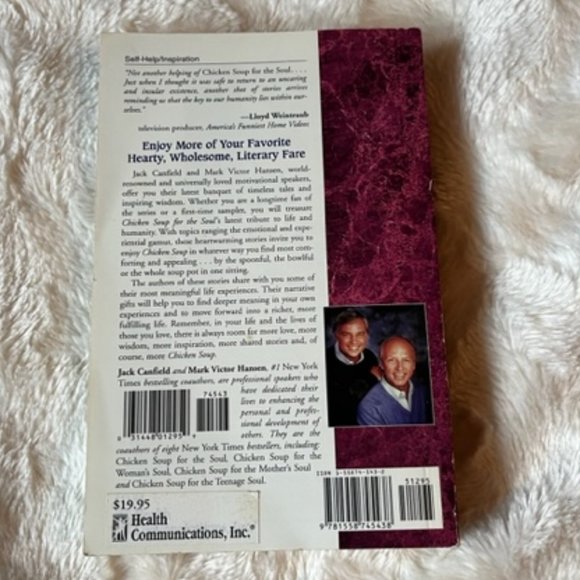 Self-Help/Inspiration
"Not another helping of Chicken Soup for the Soul. . . .
Just when I thought it was safe to return to an uncaring
and insular existence, another vat of stories arrives
reminding us that the key to our humanity lies within our-
selves."
—Lloyd Weintraub
television producer, America's Funniest Home Videos
Enjoy More of Your Favorite
Hearty, Wholesome, Literary Fare
Jack Canfield and Mark Victor Hansen, world-
renowned and universally loved motivational speakers,
offer you their latest banquet of timeless tales and
inspiring wisdom. Whether you are a longtime fan of
the series or a first-time sampler, you will treasure
Chicken Soup for the Soul's latest tribute to life and
humanity. With topics ranging the emotional and expe-
riential gamut, these heartwarming stories invite you to
enjoy Chicken Soup in whatever way you find most com-
forting and appealing . . . by the spoonful, the bowlful
or the whole soup pot in one sitting.
The authors of these stories share with you some of
their most meaningful life experiences. Their narrative
gifts will help you to find deeper meaning in your own
experiences and to move forward into a richer, more
fulfilling life. Remember, in your life and the lives of
those you love, there is always room for more love, more
wisdom, more inspiration, more shared stories and, of
course, more Chicken Soup.
Jack Canfield and Mark Victor Hansen, #1 New York
Times bestselling coauthors, are professional speakers who
74543
have dedicated their
lives to enhancing the
personal and profes-
sional development of
0 31448 01295 9
others. They are the
coauthors of eight New York Times bestsellers, including:
Chicken Soup for the Soul, Chicken Soup for the
Woman's Soul, Chicken Soup for the Mother's Soul
and Chicken Soup for the Teenage Soul.
$19.95
Health
Communications, Inc.®
ISBN 1-55874-543-2
51295
9 781558 745438